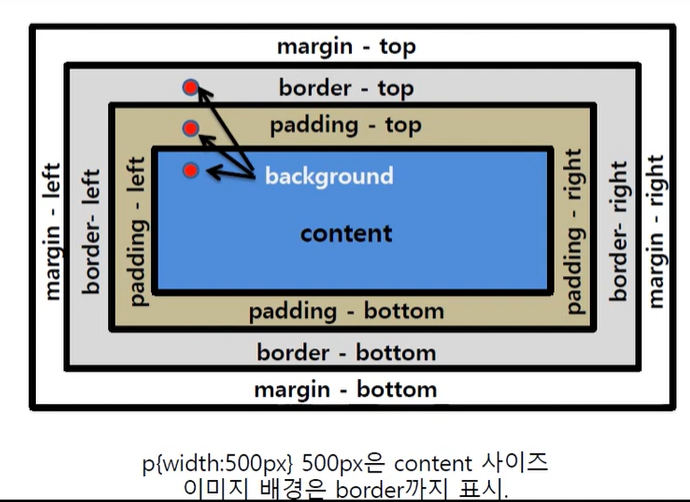 margin - top
border - top
padding - top
background
content
margin - left
border- left
padding - left
padding - right
border- right
margin - right
padding - bottom
border - bottom
margin - bottom
p{width:500px} 500px은 content 사이즈
이미지 배경은 border까지 표시.